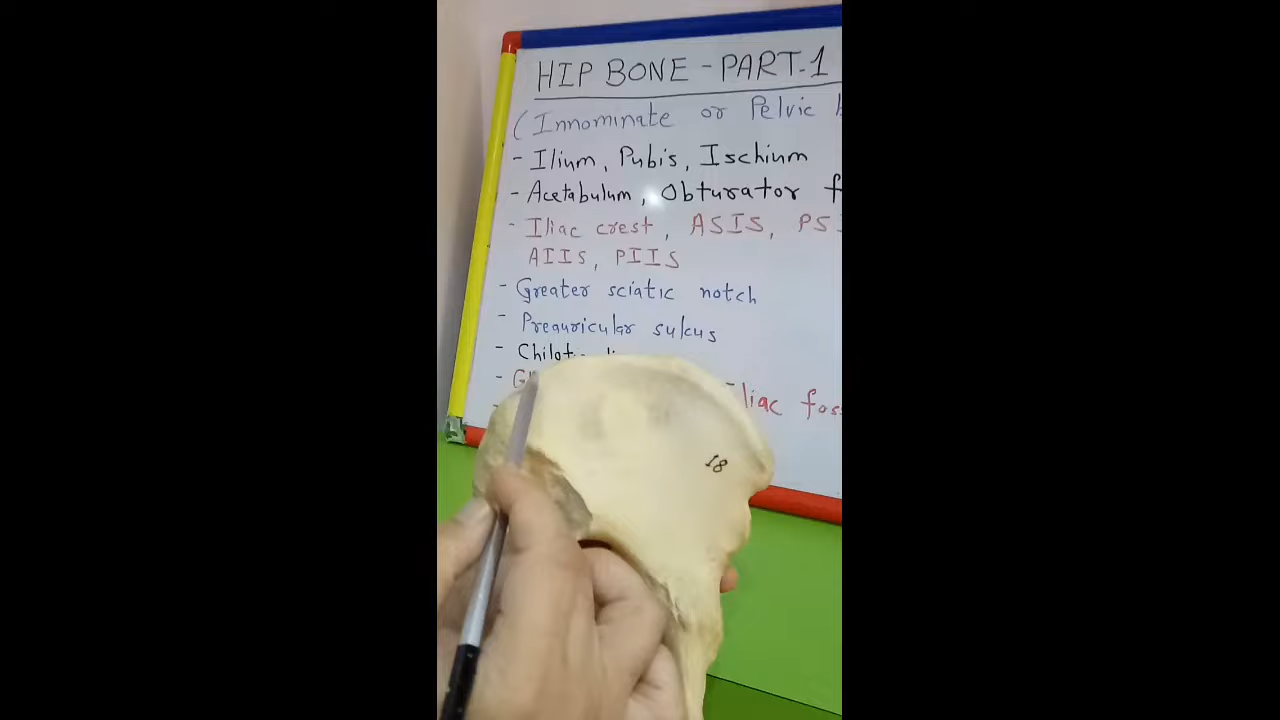 HIP BONE - PART.1
(Innominate or Pelvic
- Ilium, Pubis, Ischium
- Acetabulum, Obturator
- Iliac crest, ASIS,
AIIS, PIIS
- Greater sciatic notch
- Preauricular sulcus
-
- Iliac
18